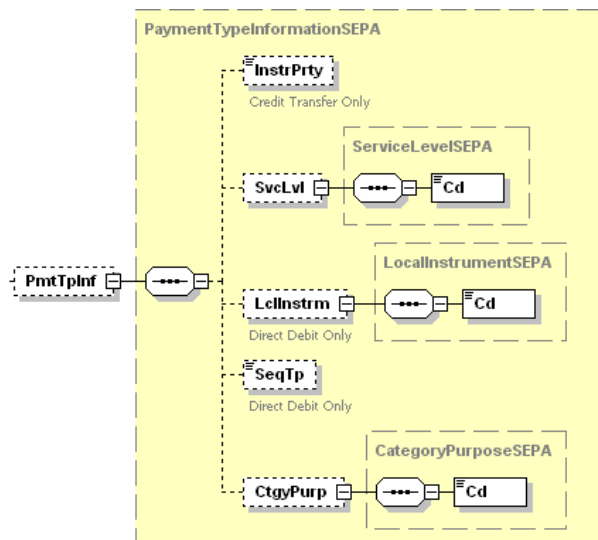 PaymentTypeInformationSEPA
InstrPrty
Credit Transfer Only
ServiceLevelSEPA
SvcLvl
Cd
PmtTpInf
LocalInstrumentSEPA
LclInstrm
Cd
Direct Debit Only
SeqTp
Direct Debit Only
CategoryPurposeSEPA
CtgyPurp
Cd